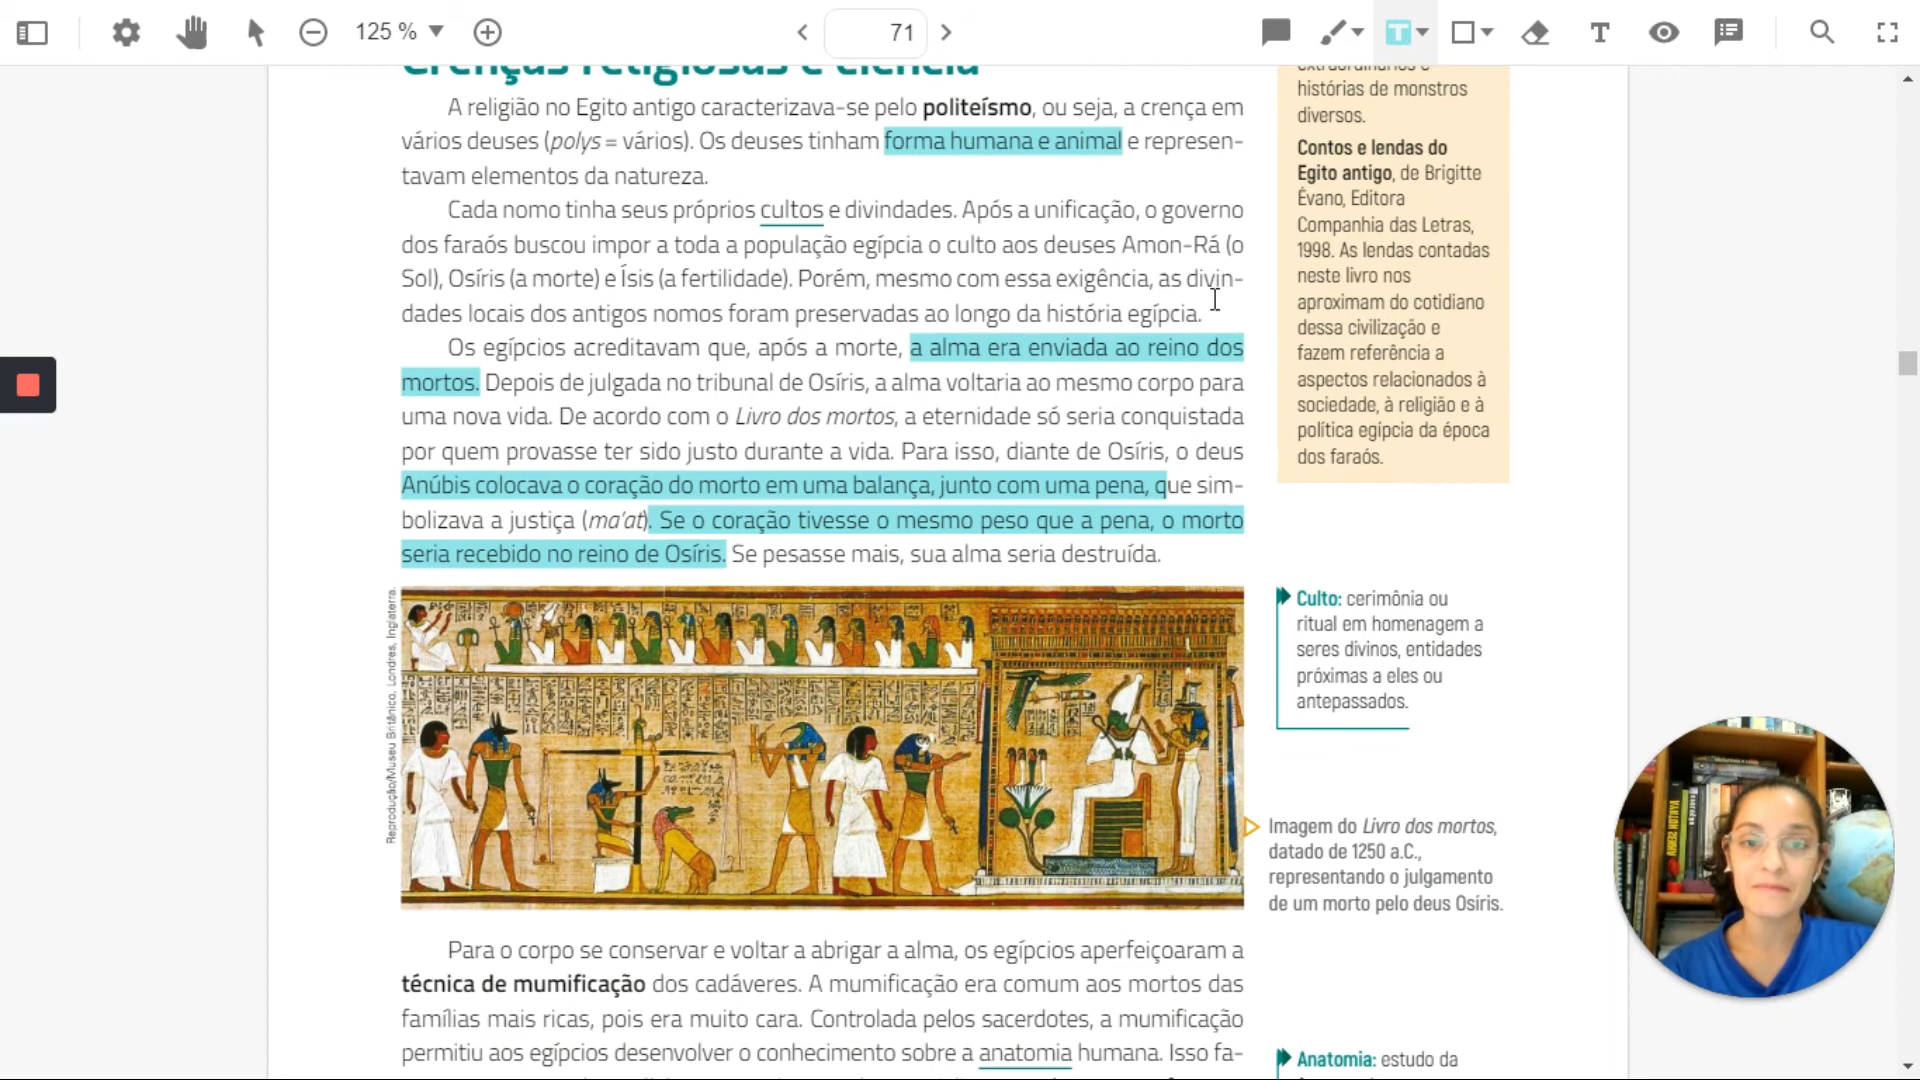 125 %
71
Crenças religiosas e ciência
A religião no Egito antigo caracterizava-se pelo politeísmo, ou seja, a crença em
vários deuses (polys = vários). Os deuses tinham forma humana e animal e represen-
tavam elementos da natureza.
Cada nomo tinha seus próprios cultos e divindades. Após a unificação, o governo
dos faraós buscou impor a toda a população egípcia o culto aos deuses Amon-Rá (o
Sol), Osíris (a morte) e Ísis (a fertilidade). Porém, mesmo com essa exigência, as divin-
dades locais dos antigos nomos foram preservadas ao longo da história egípcia.
Os egípcios acreditavam que, após a morte, a alma era enviada ao reino dos
mortos. Depois de julgada no tribunal de Osíris, a alma voltaria ao mesmo corpo para
uma nova vida. De acordo com o Livro dos mortos, a eternidade só seria conquistada
por quem provasse ter sido justo durante a vida. Para isso, diante de Osíris, o deus
Anúbis colocava o coração do morto em uma balança, junto com uma pena, que sim-
bolizava a justiça (ma’at). Se o coração tivesse o mesmo peso que a pena, o morto
seria recebido no reino de Osíris. Se pesasse mais, sua alma seria destruída.
Reprodução/Museu Britânico, Londres, Inglaterra.
Para o corpo se conservar e voltar a abrigar a alma, os egípcios aperfeiçoaram a
técnica de mumificação dos cadáveres. A mumificação era comum aos mortos das
famílias mais ricas, pois era muito cara. Controlada pelos sacerdotes, a mumificação
permitiu aos egípcios desenvolver o conhecimento sobre a anatomia humana. Isso fa-
extraordinários e
histórias de monstros
diversos.
Contos e lendas do
Egito antigo, de Brigitte
Évano, Editora
Companhia das Letras,
1998. As lendas contadas
neste livro nos
aproximam do cotidiano
dessa civilização e
fazem referência a
aspectos relacionados à
sociedade, à religião e à
política egípcia da época
dos faraós.
Culto: cerimônia ou
ritual em homenagem a
seres divinos, entidades
próximas a eles ou
antepassados.
Imagem do Livro dos mortos,
datado de 1250 a.C.,
representando o julgamento
de um morto pelo deus Osíris.
Anatomia: estudo da